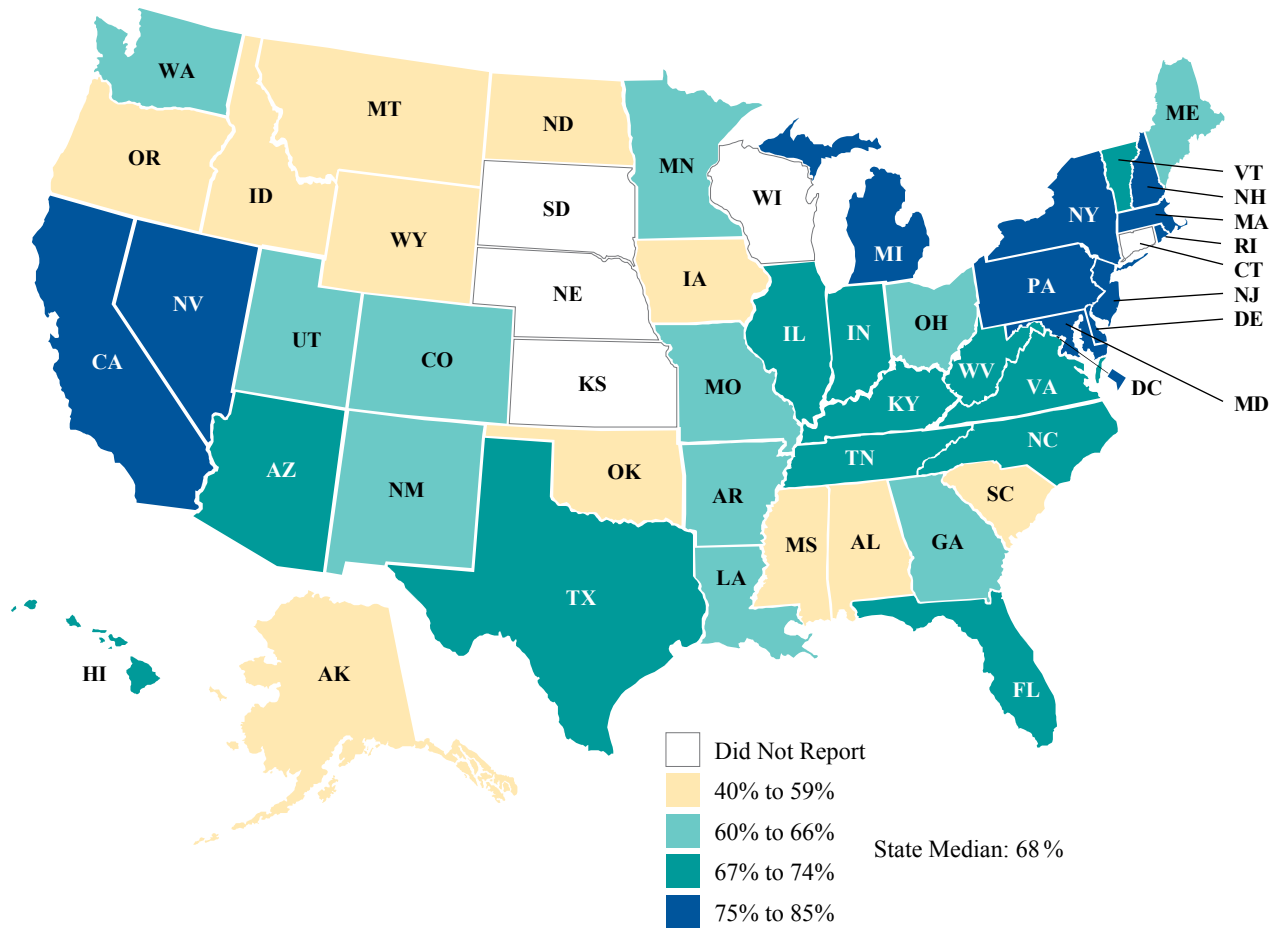 WA
MT
ND
MN
ME
OR
ID
SD
WI
VT
NH
WY
NY
MA
MI
RI
IA
CT
NE
PA
NJ
NV
DE
UT
OH
CO
IL
IN
CA
WV
KS
MO
VA
DC
MD
KY
NC
AZ
TN
OK
NM
AR
SC
MS
AL
GA
LA
TX
HI
AK
FL
Did Not Report
40% to 59%
60% to 66%
State Median: 68%
67% to 74%
75% to 85%